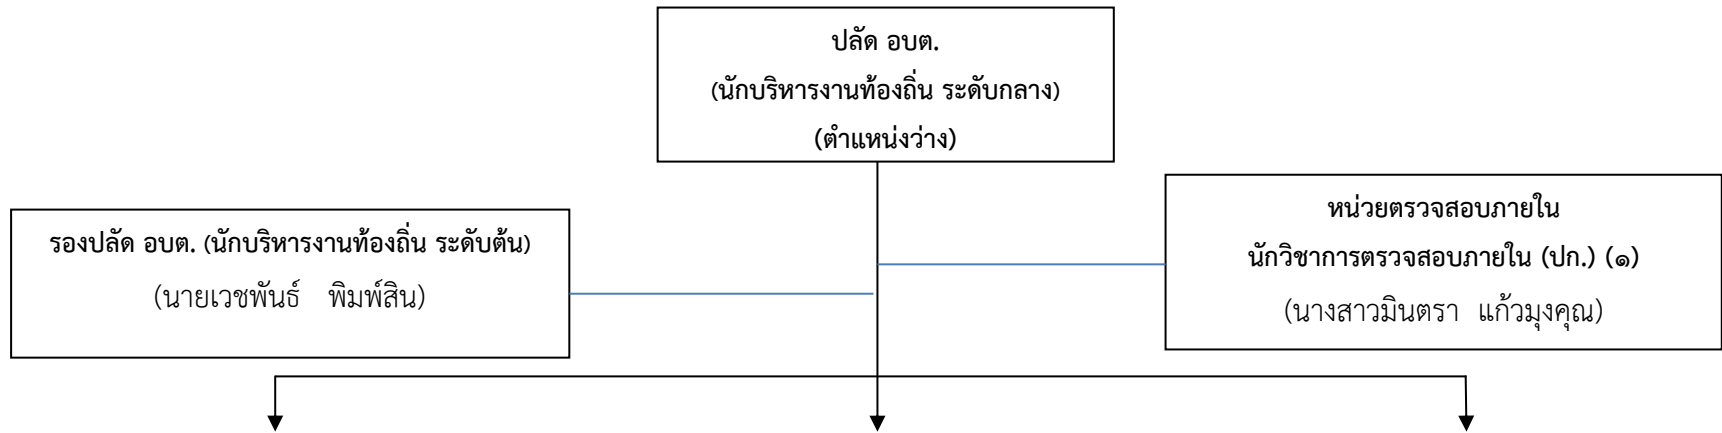 ปลัด อบต.
(นักบริหารงานท้องถิ่น ระดับกลาง)
(ตำแหน่งว่าง)
รองปลัด อบต. (นักบริหารงานท้องถิ่น ระดับต้น)
(นายเวชพันธ์ พิมพ์สิน)
หน่วยตรวจสอบภายใน
นักวิชาการตรวจสอบภายใน (ปก.) (๑)
(นางสาวมินตรา แก้วมุงคุณ)